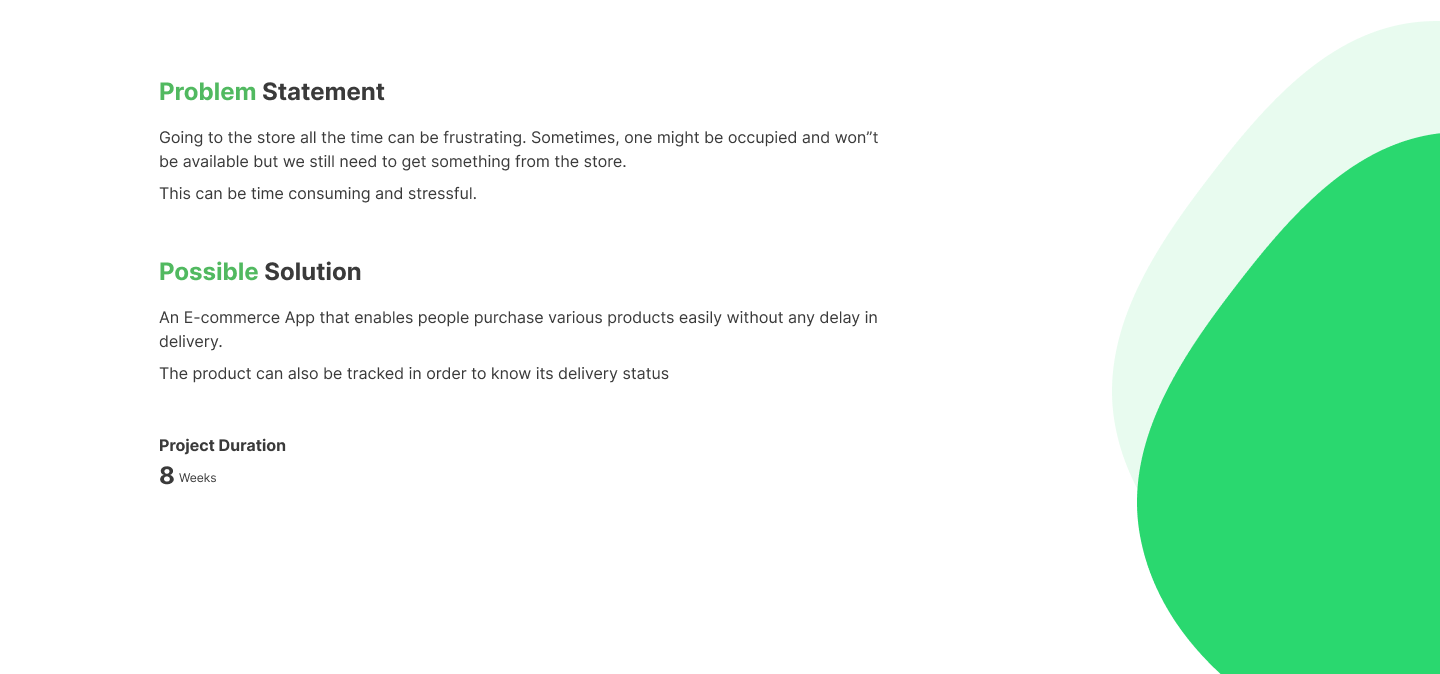 Problem Statement
Going to the store all the time can be frustrating. Sometimes, one might be occupied and won”t
be available but we still need to get something from the store.
This can be time consuming and stressful.
Possible Solution
An E-commerce App that enables people purchase various products easily without any delay in
delivery.
The product can also be tracked in order to know its delivery status
Project Duration
8 Weeks